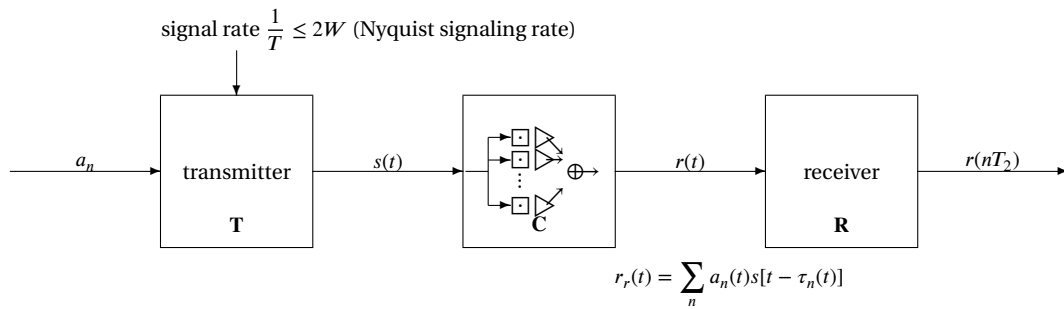 signal rate 1/T ≤ 2W (Nyquist signaling rate)
a_n transmitter s(t) r(t) receiver r(nT_2)
T C R
r_r(t) = ∑_n a_n(t)s[t − τ_n(t)]